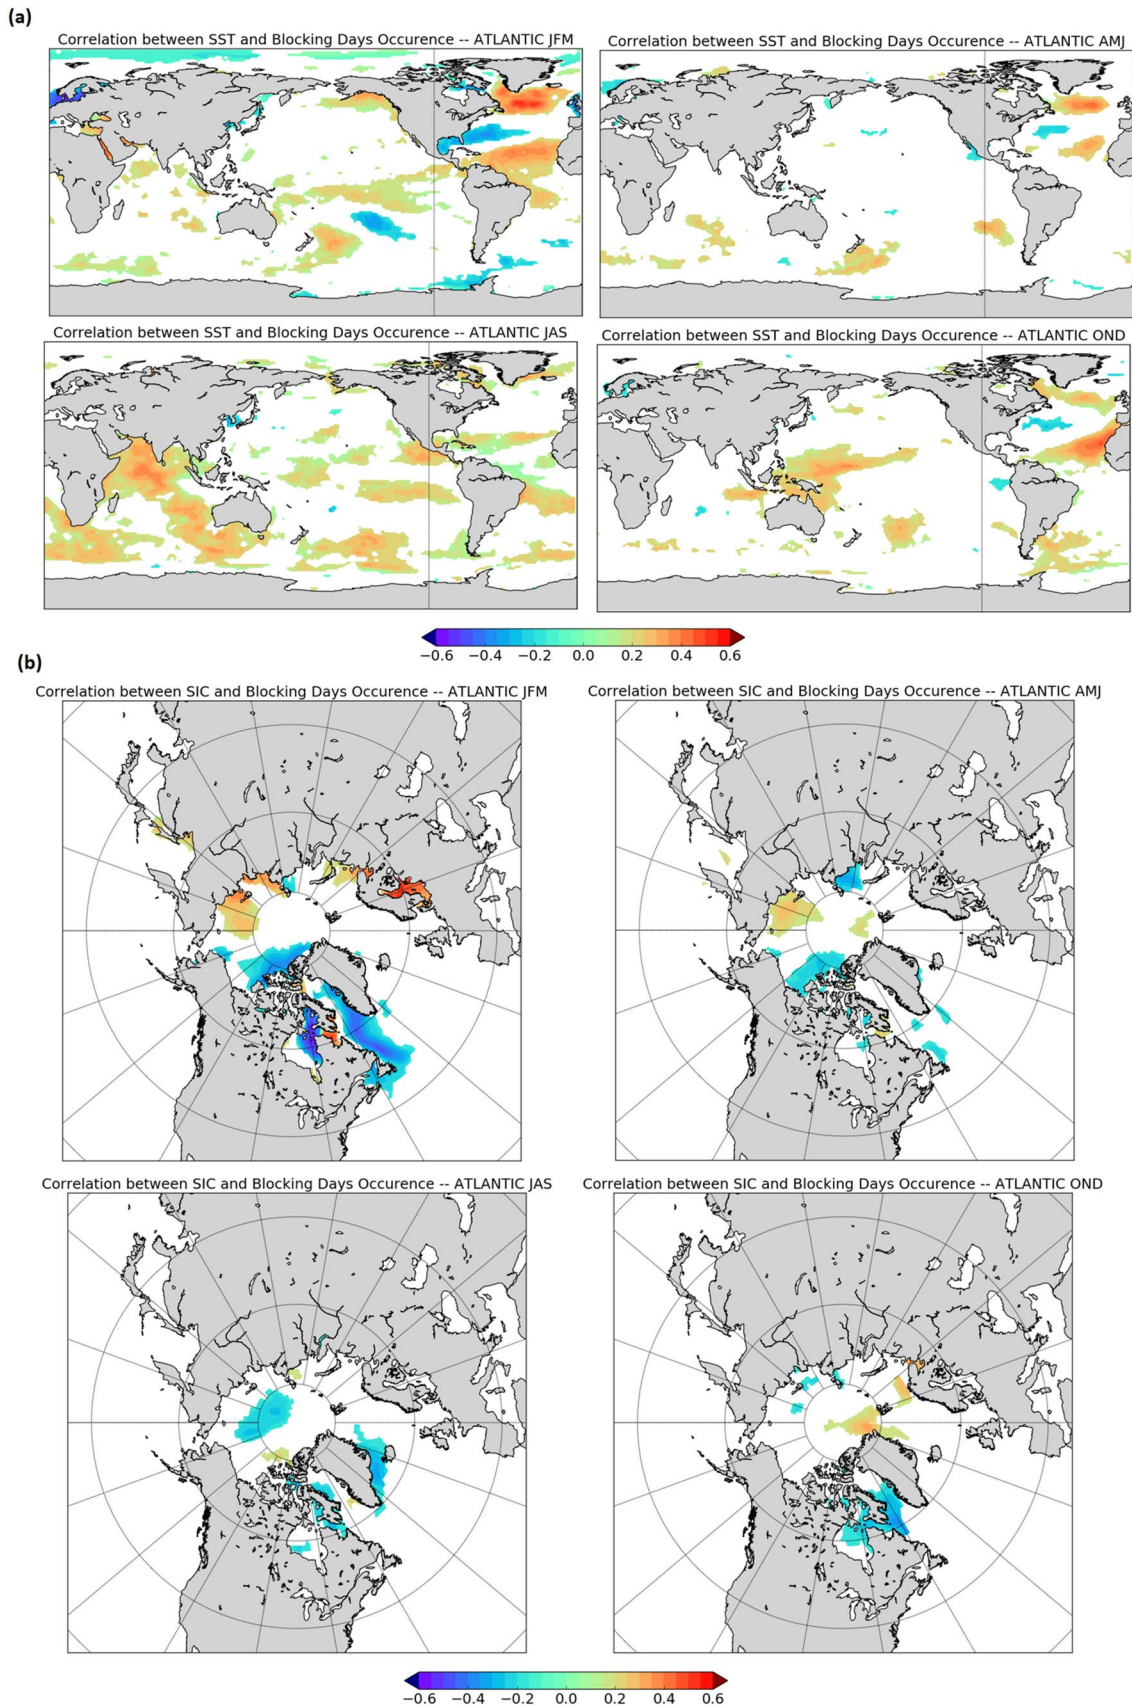 (a)
Correlation between SST and Blocking Days Occurence -- ATLANTIC JFM
Correlation between SST and Blocking Days Occurence -- ATLANTIC AMJ
Correlation between SST and Blocking Days Occurence -- ATLANTIC JAS
Correlation between SST and Blocking Days Occurence -- ATLANTIC OND
−0.6 −0.4 −0.2 0.0 0.2 0.4 0.6
(b)
Correlation between SIC and Blocking Days Occurence -- ATLANTIC JFM
Correlation between SIC and Blocking Days Occurence -- ATLANTIC AMJ
Correlation between SIC and Blocking Days Occurence -- ATLANTIC JAS
Correlation between SIC and Blocking Days Occurence -- ATLANTIC OND
−0.6 −0.4 −0.2 0.0 0.2 0.4 0.6